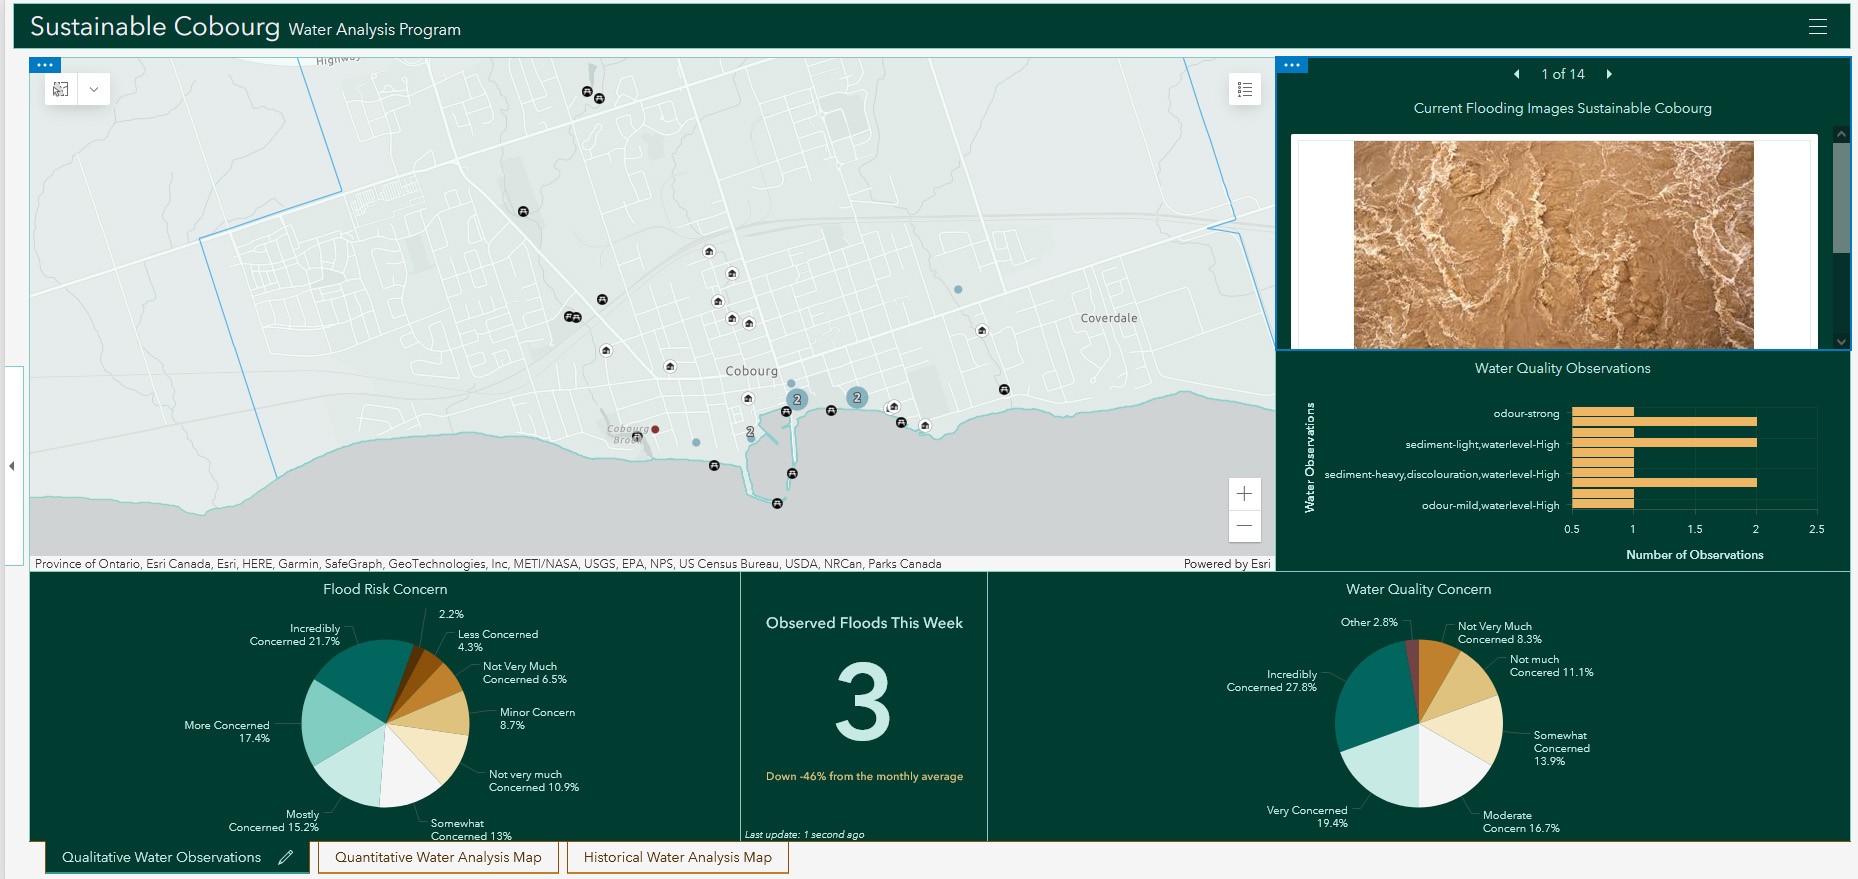 Sustainable Cobourg Water Analysis Program
Highway
Coverdale
Cobourg
2
2
2
Cobourg
Brook
Province of Ontario, Esri Canada, Esri, HERE, Garmin, SafeGraph, GeoTechnologies, Inc, METI/NASA, USGS, EPA, NPS, US Census Bureau, USDA, NRCan, Parks Canada
Powered by Esri
1 of 14
Current Flooding Images Sustainable Cobourg
Water Quality Observations
Water Observations
odour-strong
sediment-light,waterlevel-High
sediment-heavy,discolouration,waterlevel-High
odour-mild,waterlevel-High
0.5 1 1.5 2 2.5
Number of Observations
Flood Risk Concern
2.2%
Less Concerned
4.3%
Not Very Much
Concerned 6.5%
Minor Concern
8.7%
Not very much
Concerned 10.9%
Somewhat
Concerned 13%
Mostly
Concerned 15.2%
More Concerned
17.4%
Incredibly
Concerned 21.7%
Observed Floods This Week
3
Down -46% from the monthly average
Last update: 1 second ago
Water Quality Concern
Other 2.8%
Not Very Much
Concerned 8.3%
Not much
Concered 11.1%
Somewhat
Concerned
13.9%
Moderate
Concern 16.7%
Very Concerned
19.4%
Incredibly
Concerned 27.8%
Qualitative Water Observations
Quantitative Water Analysis Map
Historical Water Analysis Map